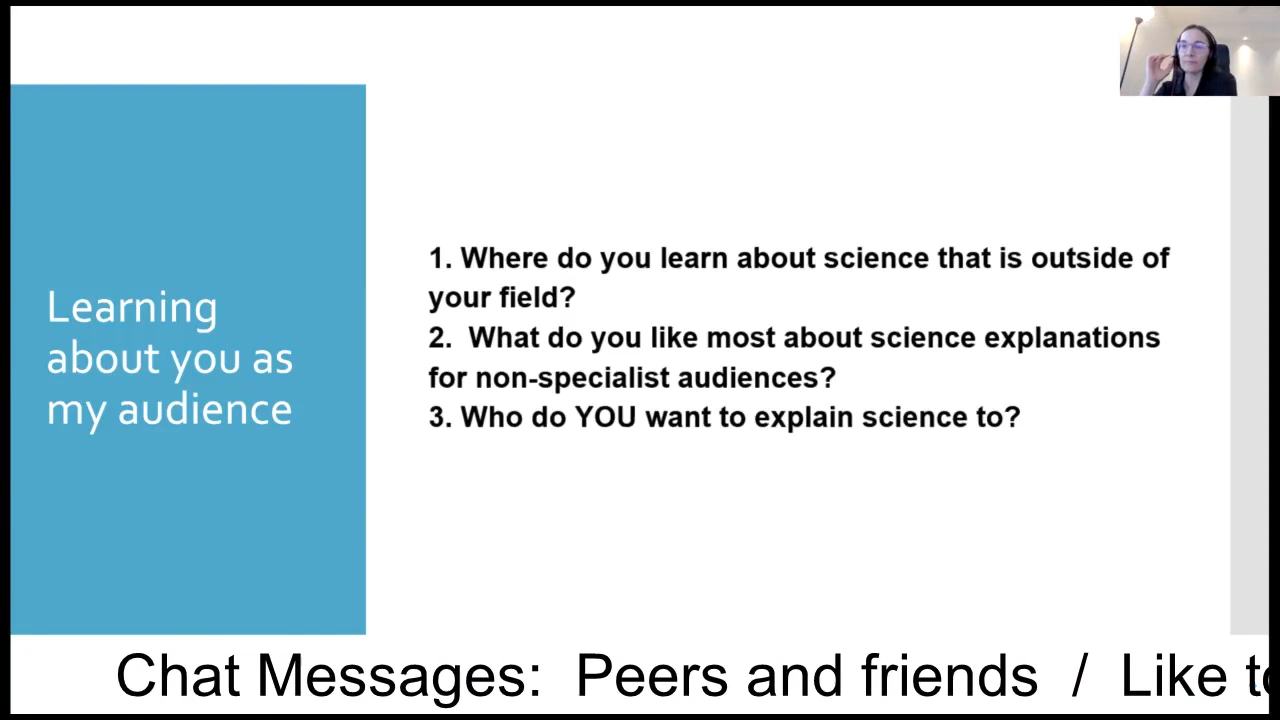 Learning
about you as
my audience
1. Where do you learn about science that is outside of
your field?
2.  What do you like most about science explanations
for non-specialist audiences?
3. Who do YOU want to explain science to?
Chat Messages:  Peers and friends  /  Like